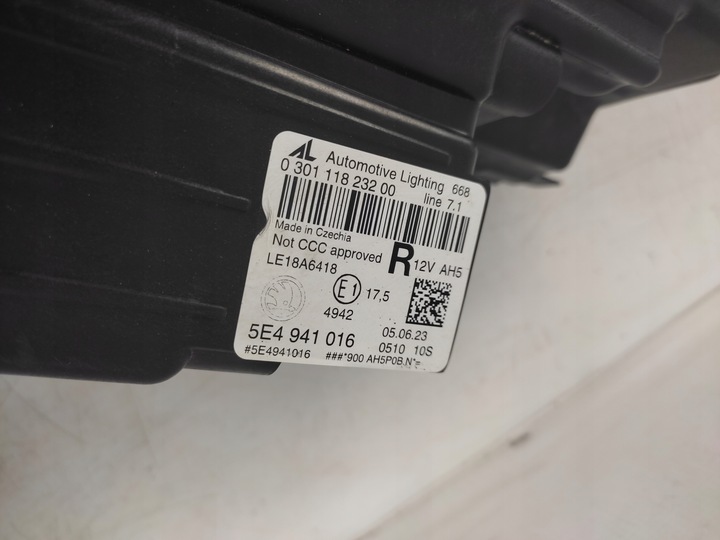 AL Automotive Lighting 668
0 301 118 232 00 line 7.1
Made in Czechia
Not CCC approved R 12V AH5
LE18A6418
E1 17,5
4942
5E4 941 016 05.06.23
0510 10S
#5E4941016 ###*900 AH5P0B.N*=